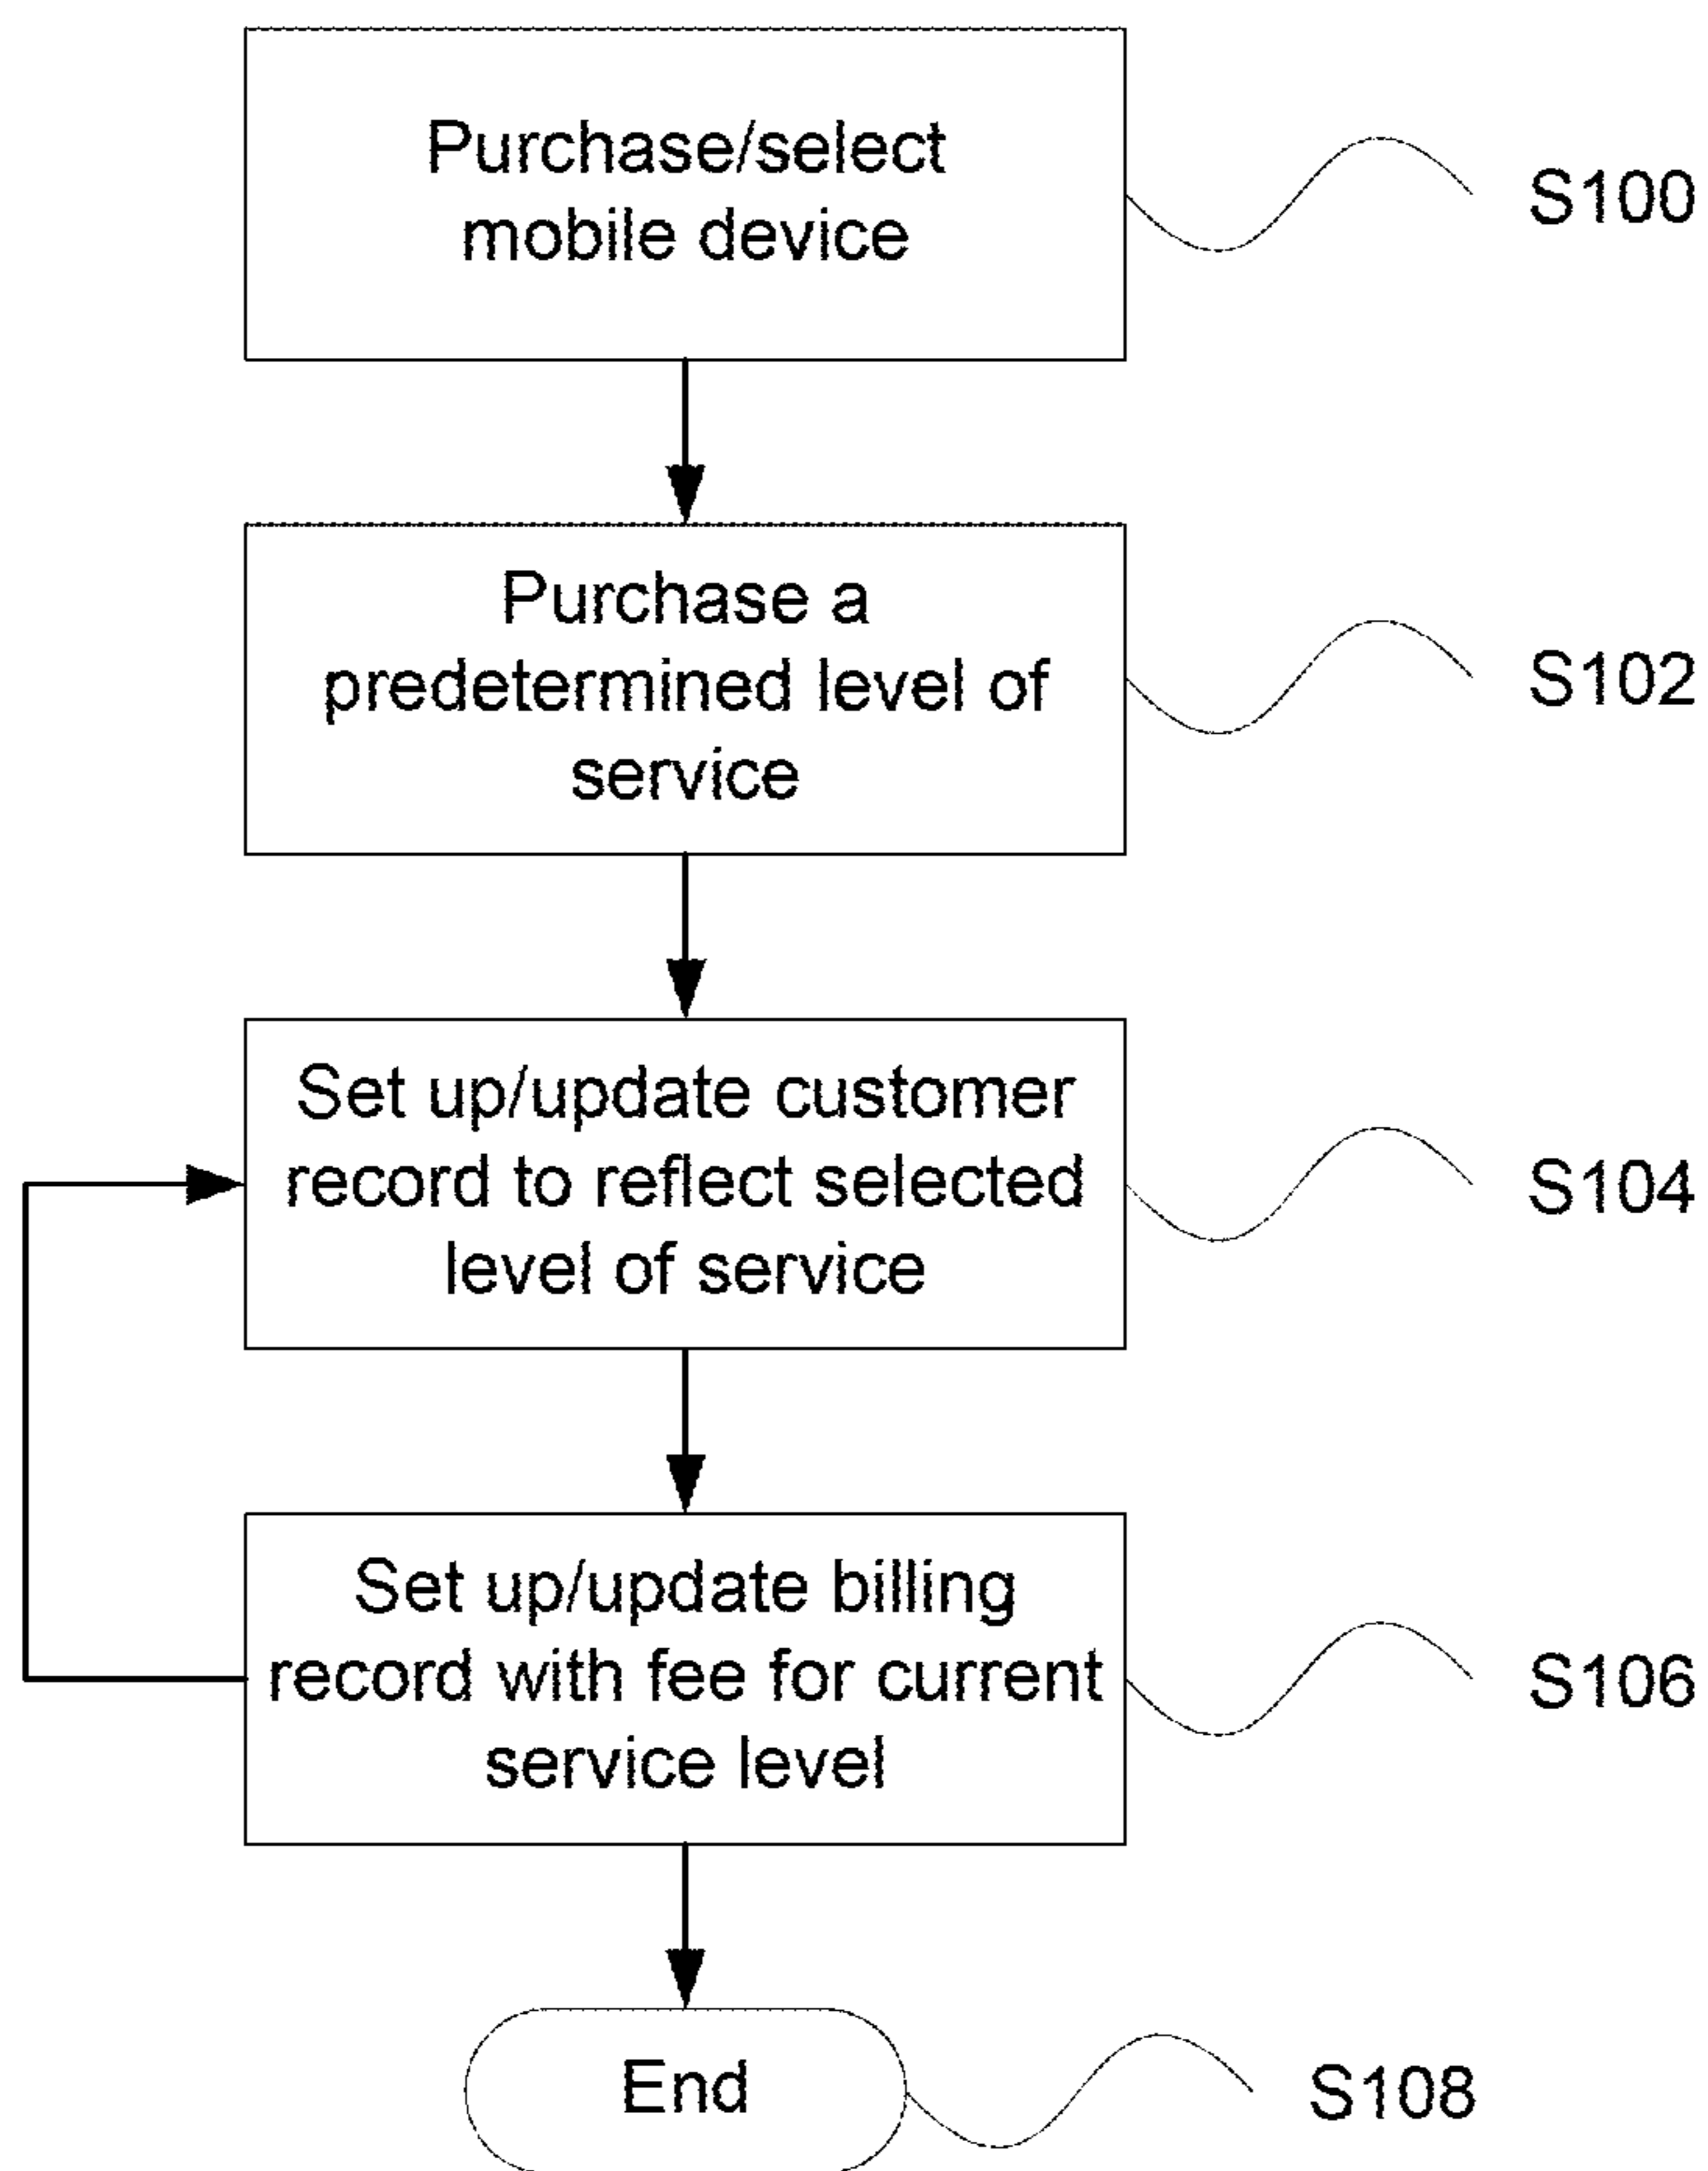 Purchase/select
mobile device
S100
Purchase a
predetermined level of
service
S102
Set up/update customer
record to reflect selected
level of service
S104
Set up/update billing
record with fee for current
service level
S106
End
S108